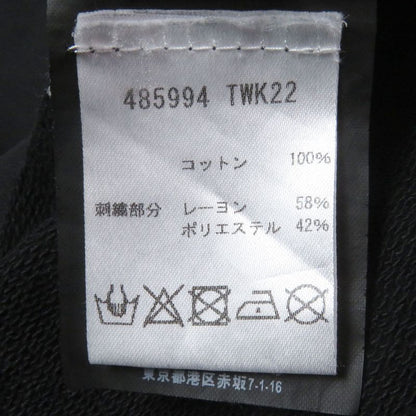 485994 TWK22
コットン 100%
刺繍部分 レーヨン 58%
ポリエステル 42%
東京都港区赤坂7-1-16